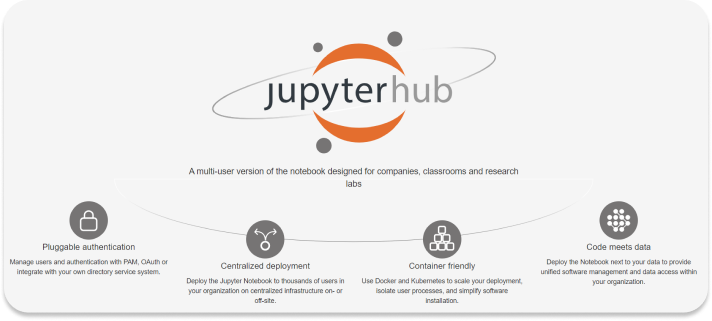 jupyterhub
A multi-user version of the notebook designed for companies, classrooms and research
labs
Pluggable authentication
Manage users and authentication with PAM, OAuth or
integrate with your own directory service system.
Centralized deployment
Deploy the Jupyter Notebook to thousands of users in
your organization on centralized infrastructure on- or
off-site.
Container friendly
Use Docker and Kubernetes to scale your deployment,
isolate user processes, and simplify software
installation.
Code meets data
Deploy the Notebook next to your data to provide
unified software management and data access within
your organization.